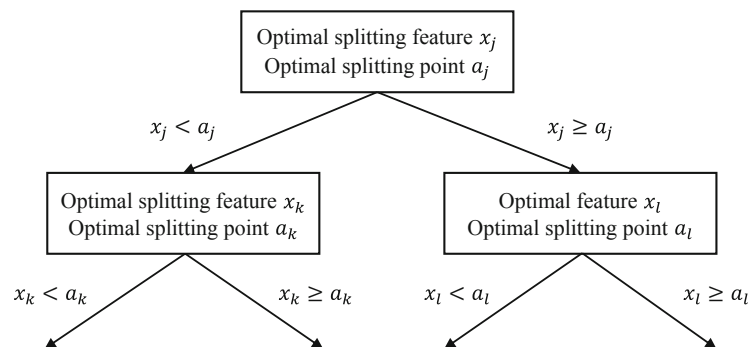 Optimal splitting feature x_j
Optimal splitting point a_j
x_j < a_j
x_j ≥ a_j
Optimal splitting feature x_k
Optimal splitting point a_k
Optimal feature x_l
Optimal splitting point a_l
x_k < a_k
x_k ≥ a_k
x_l < a_l
x_l ≥ a_l